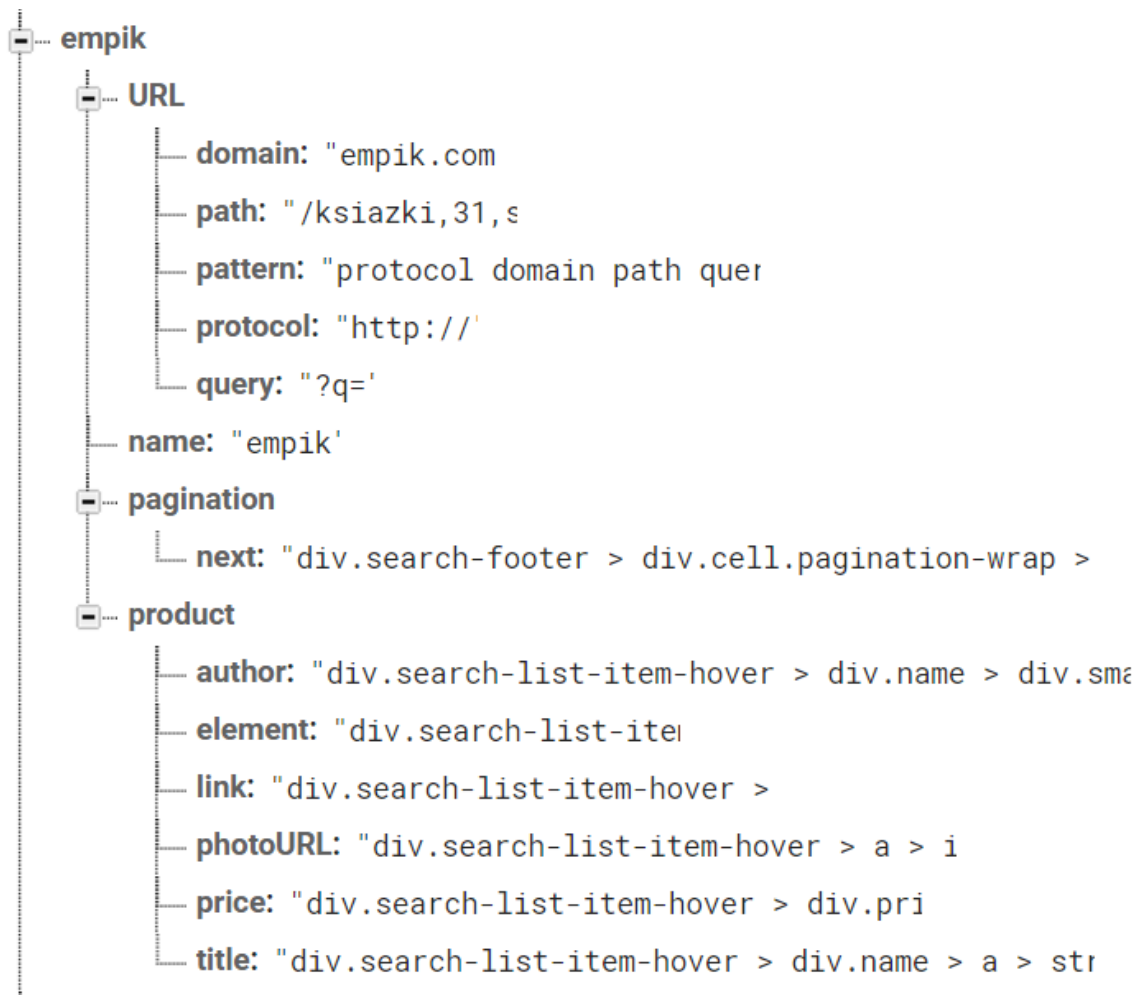 empik
URL
domain: "empik.com
path: "/ksiazki,31,s
pattern: "protocol domain path quer
protocol: "http://'
query: "?q='
name: "empik'
pagination
next: "div.search-footer > div.cell.pagination-wrap >
product
author: "div.search-list-item-hover > div.name > div.sma
element: "div.search-list-iter
link: "div.search-list-item-hover >
photoURL: "div.search-list-item-hover > a > i
price: "div.search-list-item-hover > div.pri
title: "div.search-list-item-hover > div.name > a > str